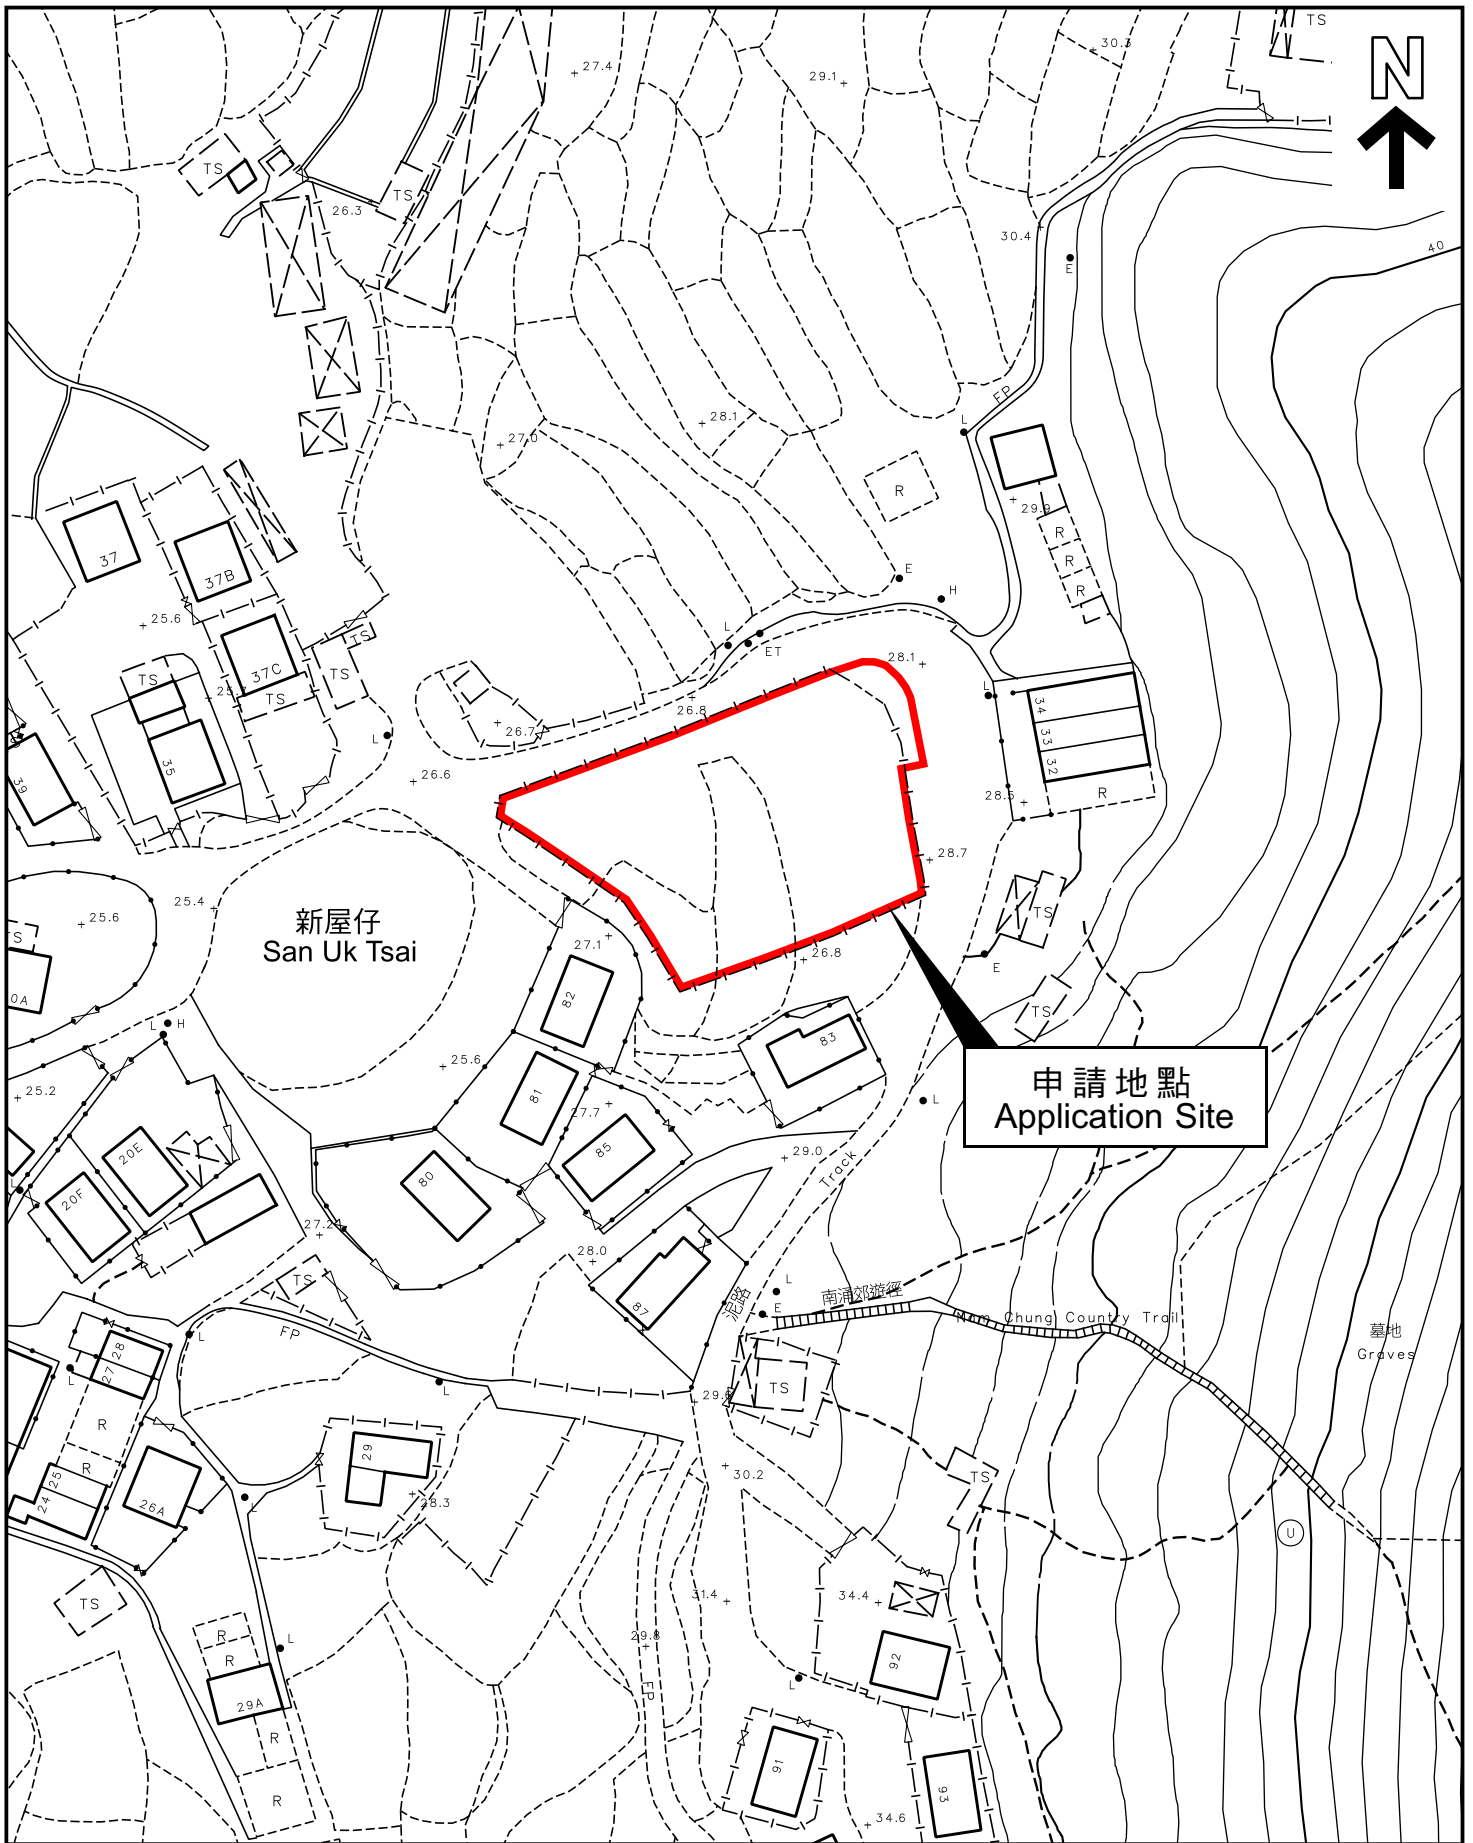 TS
N
30.3
27.4
29.1
TS
TS
26.3
30.4
E
40
FP
L
28.1
27.0
R
29.9
R
R
R
37
37B
E
H
25.6
L
ET
TS
37C
TS
TS
TS
28.1
25.7
26.8
L
34
26.7
L
33
35
32
39
26.6
R
28.5
28.7
25.4
25.6
新屋仔
San Uk Tsai
TS
TS
27.1
26.8
E
0A
82
TS
L
H
83
25.6
申請地點
Application Site
25.2
81
27.7
L
20E
85
29.0
Track
80
L
20F
27.2
28.0
TS
L
南涌郊遊徑
泥路
E
Nam Chung Country Trail
87
墓地
Graves
FP
L
28
27
L
L
TS
29.6
R
29
R
25
30.2
TS
24
26A
L
28.3
U
TS
31.4
34.4
R
29.8
R
L
92
FP
L
29A
R
91
93
R
34.6